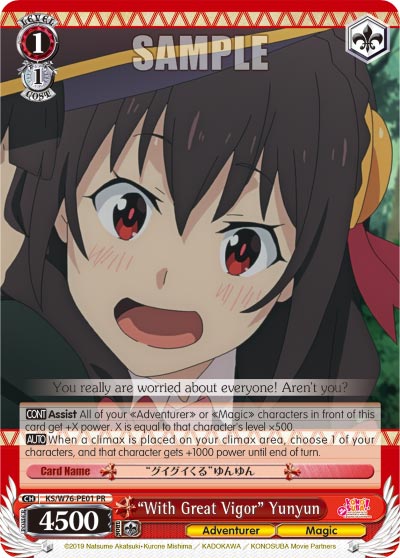 SAMPLE
LEVEL
1
1
COST
You really are worried about everyone! Aren't you?
CONT Assist All of your «Adventurer» or «Magic» characters in front of this
card get +X power. X is equal to that character's level ×500.
AUTO When a climax is placed on your climax area, choose 1 of your
characters, and that character gets +1000 power until end of turn.
Card Name "グイグイくる"ゆんゆん
CH KS/W76-PE01 PR
"With Great Vigor" Yunyun
4500
Adventurer Magic
©2019 Natsume Akatsuki・Kurone Mishima / KADOKAWA / KONOSUBA Movie Partners